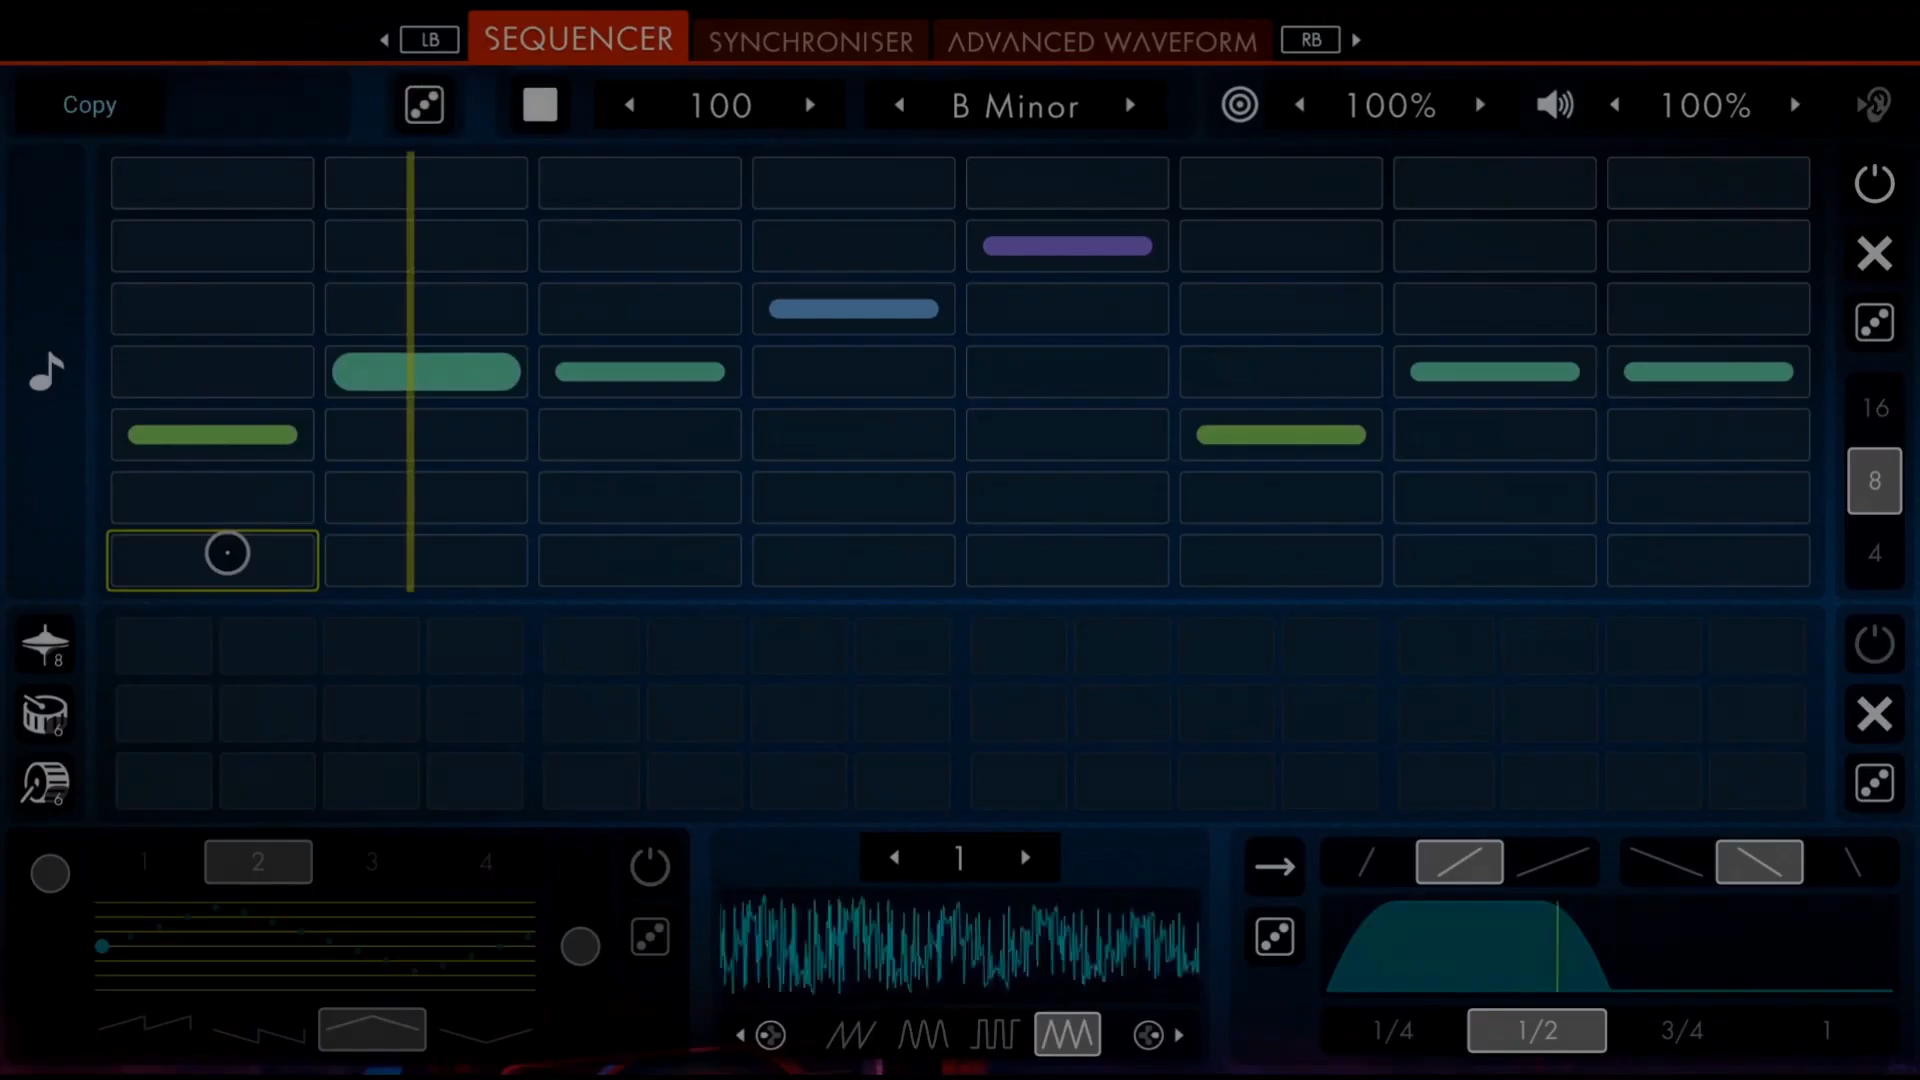 LB SEQUENCER SYNCHRONISER ADVANCED WAVEFORM RB
Copy 100 B Minor 100% 100%
16
8
4
8
6
6
1 2 3 4
1
1/4 1/2 3/4 1